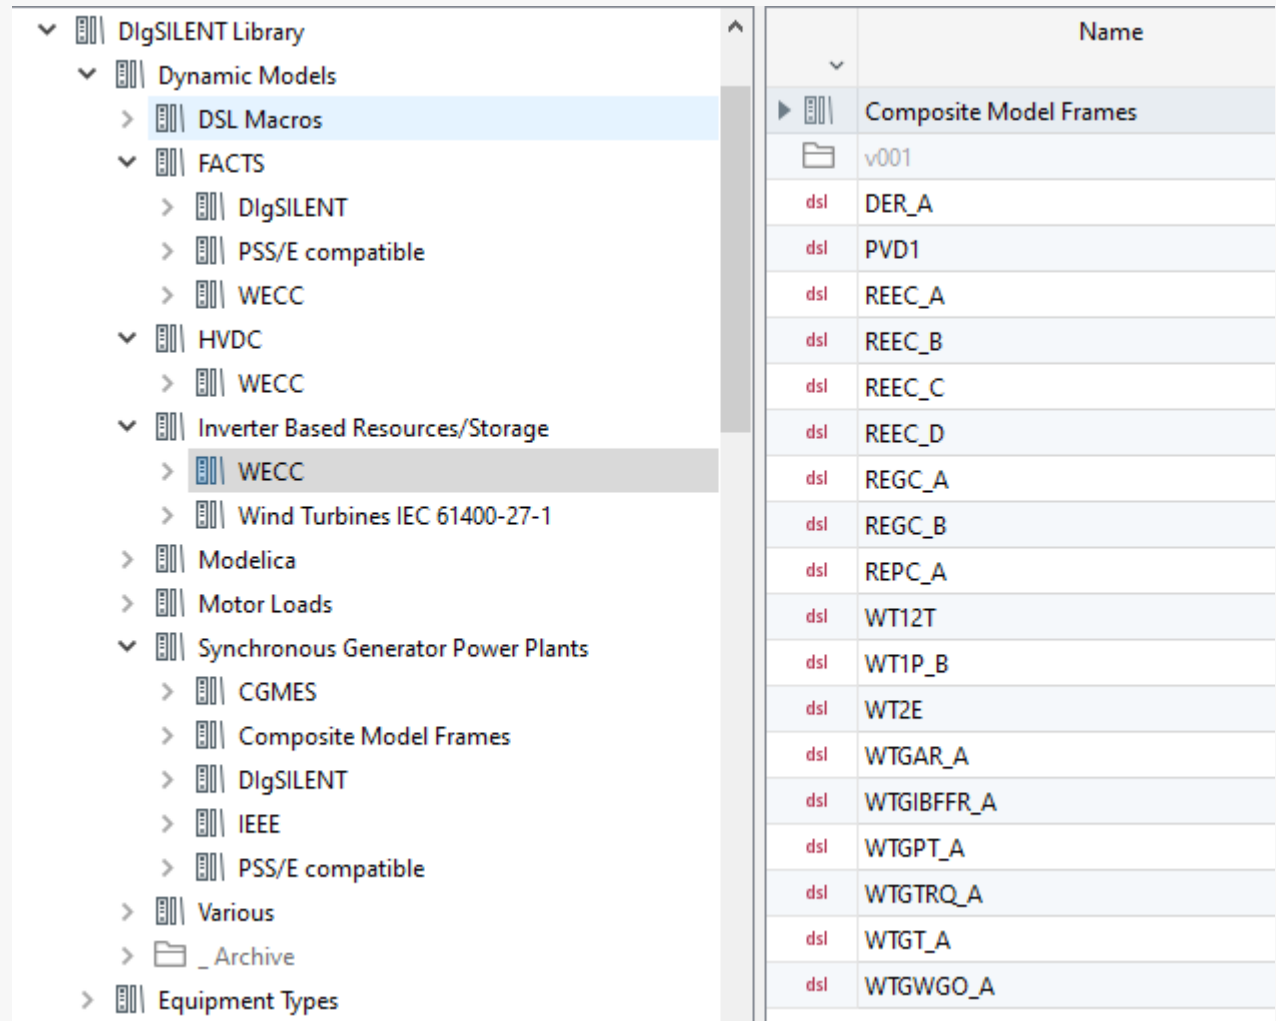 DIgSILENT Library
Dynamic Models
DSL Macros
FACTS
DIgSILENT
PSS/E compatible
WECC
HVDC
WECC
Inverter Based Resources/Storage
WECC
Wind Turbines IEC 61400-27-1
Modelica
Motor Loads
Synchronous Generator Power Plants
CGMES
Composite Model Frames
DIgSILENT
IEEE
PSS/E compatible
Various
_ Archive
Equipment Types
Name
Composite Model Frames
v001
dsl DER_A
dsl PVD1
dsl REEC_A
dsl REEC_B
dsl REEC_C
dsl REEC_D
dsl REGC_A
dsl REGC_B
dsl REPC_A
dsl WT12T
dsl WT1P_B
dsl WT2E
dsl WTGAR_A
dsl WTGIBFFR_A
dsl WTGPT_A
dsl WTGTRQ_A
dsl WTGT_A
dsl WTGWGO_A